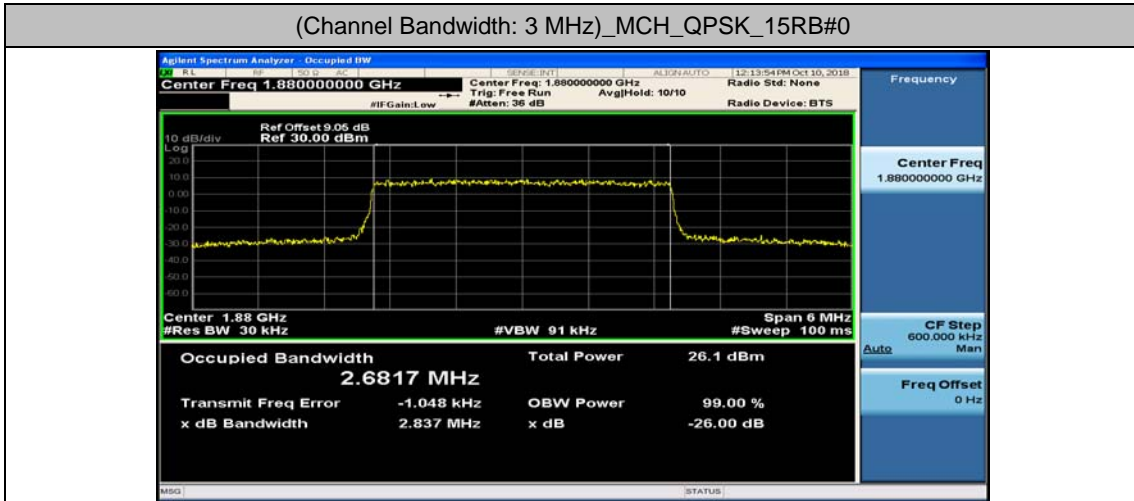 (Channel Bandwidth: 3 MHz)_MCH_QPSK_15RB#0
Agilent Spectrum Analyzer - Occupied BW
RL RF 50 Ω AC SENSE:INT ALIGN AUTO 12:13:54 PM Oct 10, 2018
Center Freq 1.880000000 GHz Center Freq: 1.880000000 GHz Radio Std: None
Trig: Free Run Avg|Hold: 10/10
#IFGain:Low #Atten: 36 dB Radio Device: BTS
Frequency
Ref Offset 9.05 dB
10 dB/div Ref 30.00 dBm
Log
20.0
10.0
0.00
-10.0
-20.0
-30.0
-40.0
-50.0
-60.0
Center Freq
1.880000000 GHz
Center 1.88 GHz Span 6 MHz
#Res BW 30 kHz #VBW 91 kHz #Sweep 100 ms
CF Step
600.000 kHz
Auto Man
Occupied Bandwidth Total Power 26.1 dBm
2.6817 MHz
Transmit Freq Error -1.048 kHz OBW Power 99.00 %
x dB Bandwidth 2.837 MHz x dB -26.00 dB
Freq Offset
0 Hz
MSG STATUS